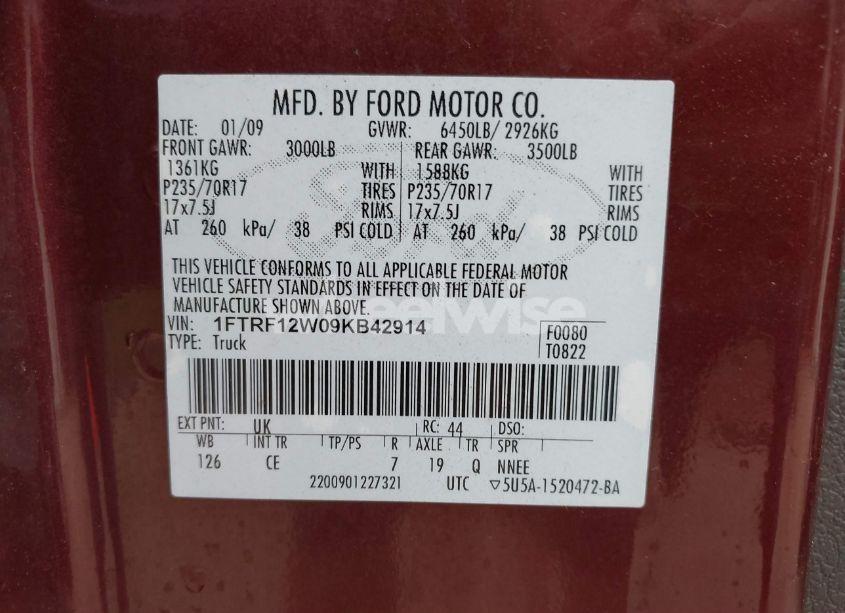 MFD. BY FORD MOTOR CO.
DATE: 01/09 GVWR: 6450LB/ 2926KG
FRONT GAWR: 3000LB REAR GAWR: 3500LB
1361KG WITH 1588KG WITH
P235/70R17 TIRES P235/70R17 TIRES
17x7.5J RIMS 17x7.5J RIMS
AT 260 kPa/ 38 PSI COLD AT 260 kPa/ 38 PSI COLD
THIS VEHICLE CONFORMS TO ALL APPLICABLE FEDERAL MOTOR
VEHICLE SAFETY STANDARDS IN EFFECT ON THE DATE OF
MANUFACTURE SHOWN ABOVE.
VIN: 1FTRF12W09KB42914 F0080
TYPE: Truck T0822
EXT PNT: UK RC: 44 DSO:
WB INT TR TP/PS R AXLE TR SPR
126 CE 7 19 Q NNEE
2200901227321 UTC ▽5U5A-1520472-BA